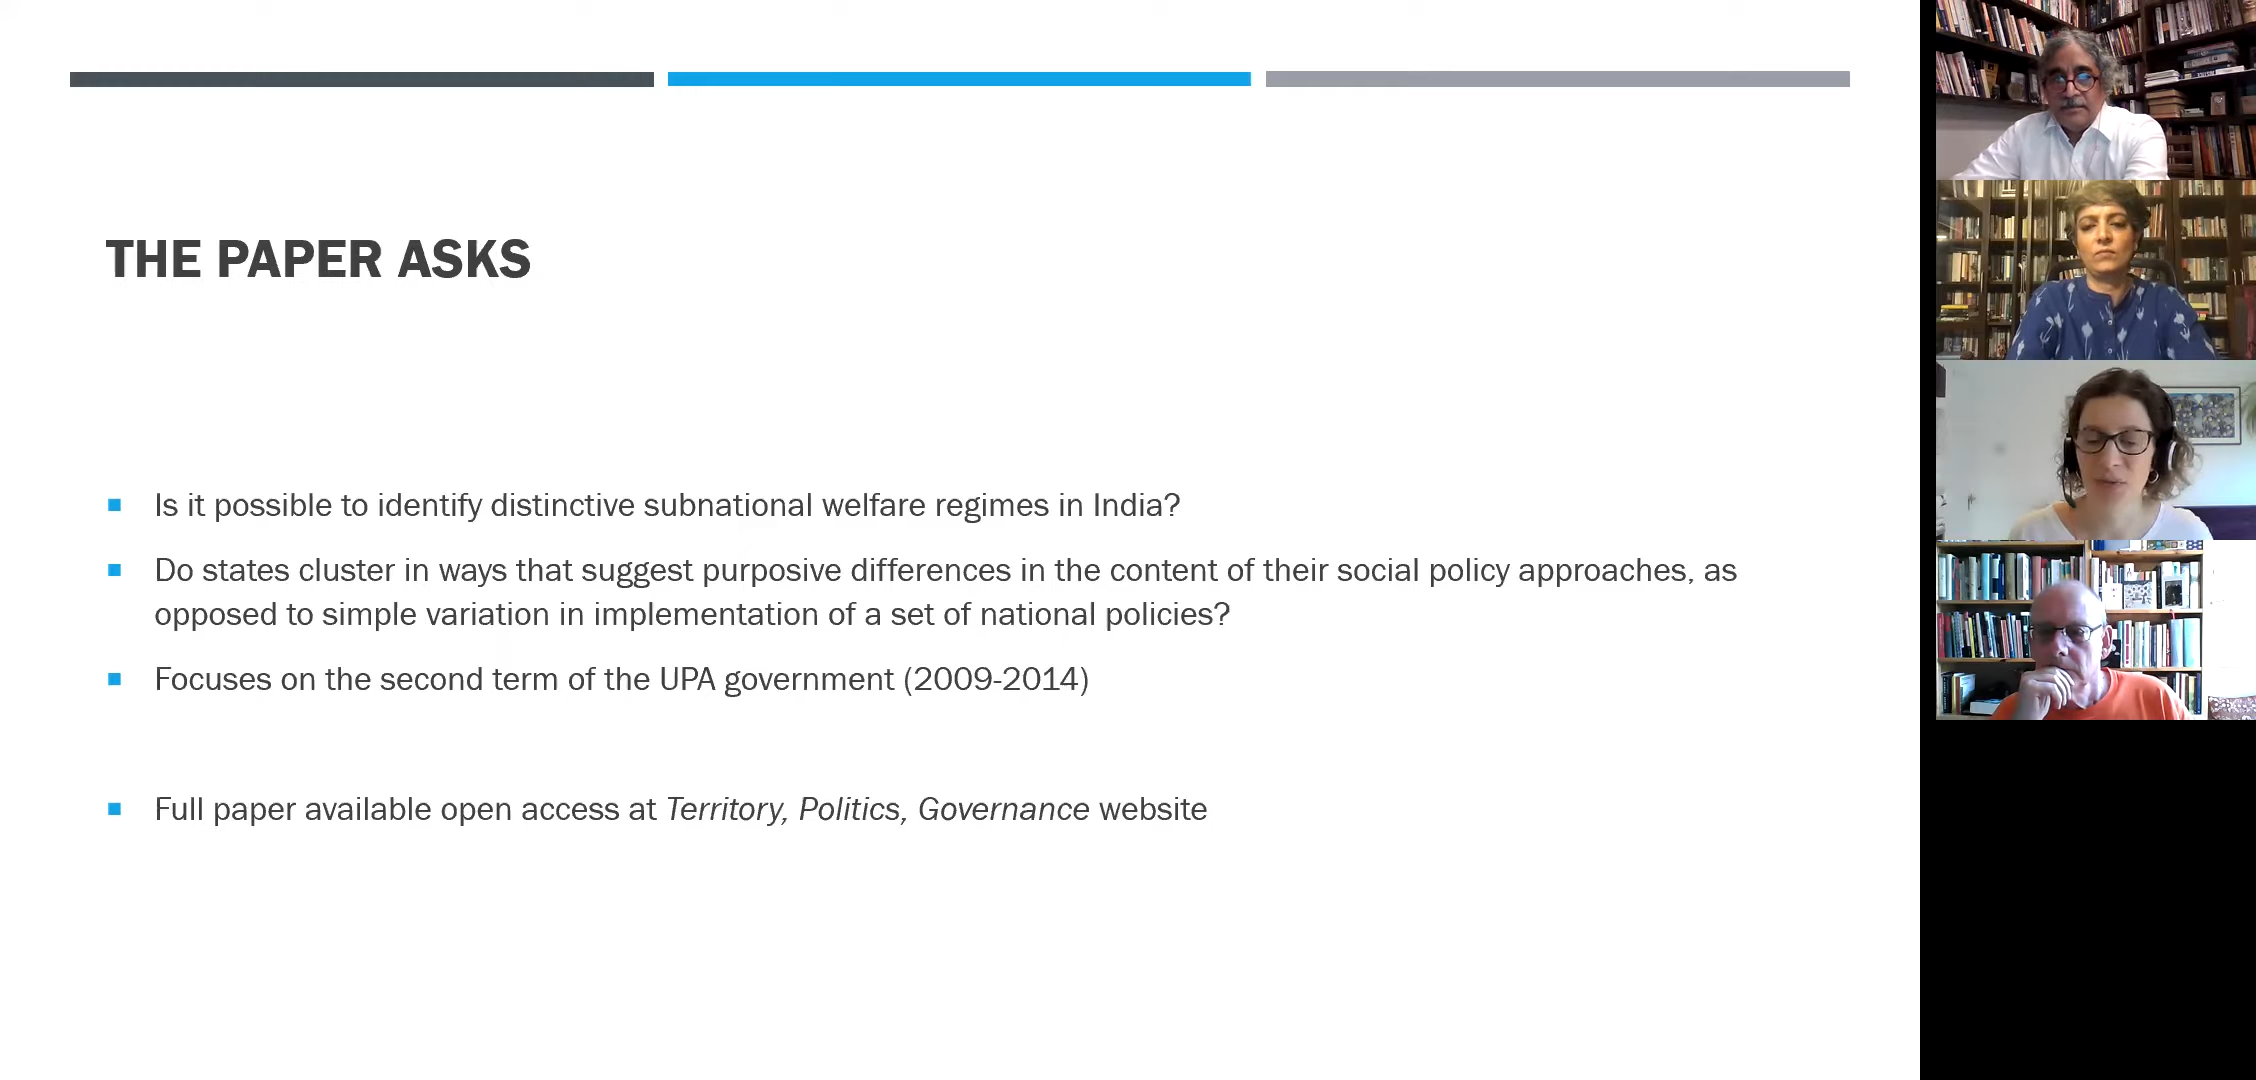 THE PAPER ASKS
Is it possible to identify distinctive subnational welfare regimes in India?
Do states cluster in ways that suggest purposive differences in the content of their social policy approaches, as
opposed to simple variation in implementation of a set of national policies?
Focuses on the second term of the UPA government (2009-2014)
Full paper available open access at Territory, Politics, Governance website